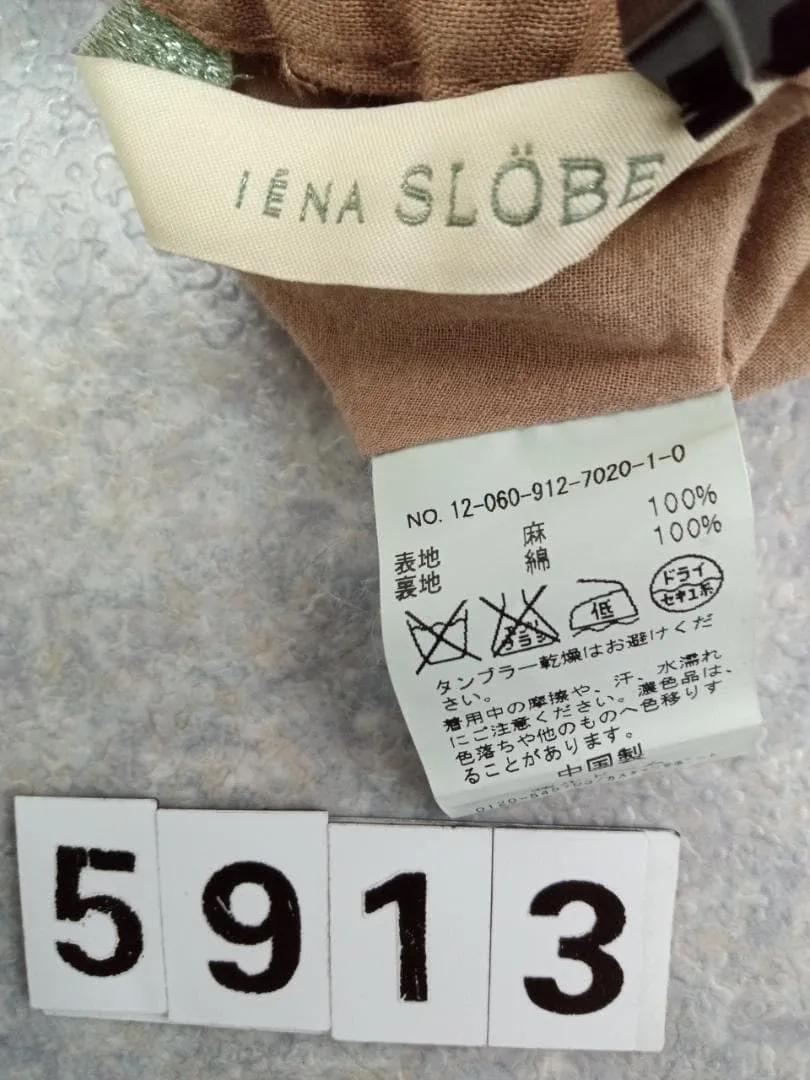 IÉNA SLÖBE
NO. 12-060-912-7020-1-0
表地 麻 100%
裏地 綿 100%
低
ドライ
セキユ系
タンブラー乾燥はお避けくだ
さい。
着用中の摩擦や、汗、水濡れ
にご注意ください。濃色品は、
色落ちや他のものへ色移りす
ることがあります。
中国製
5913